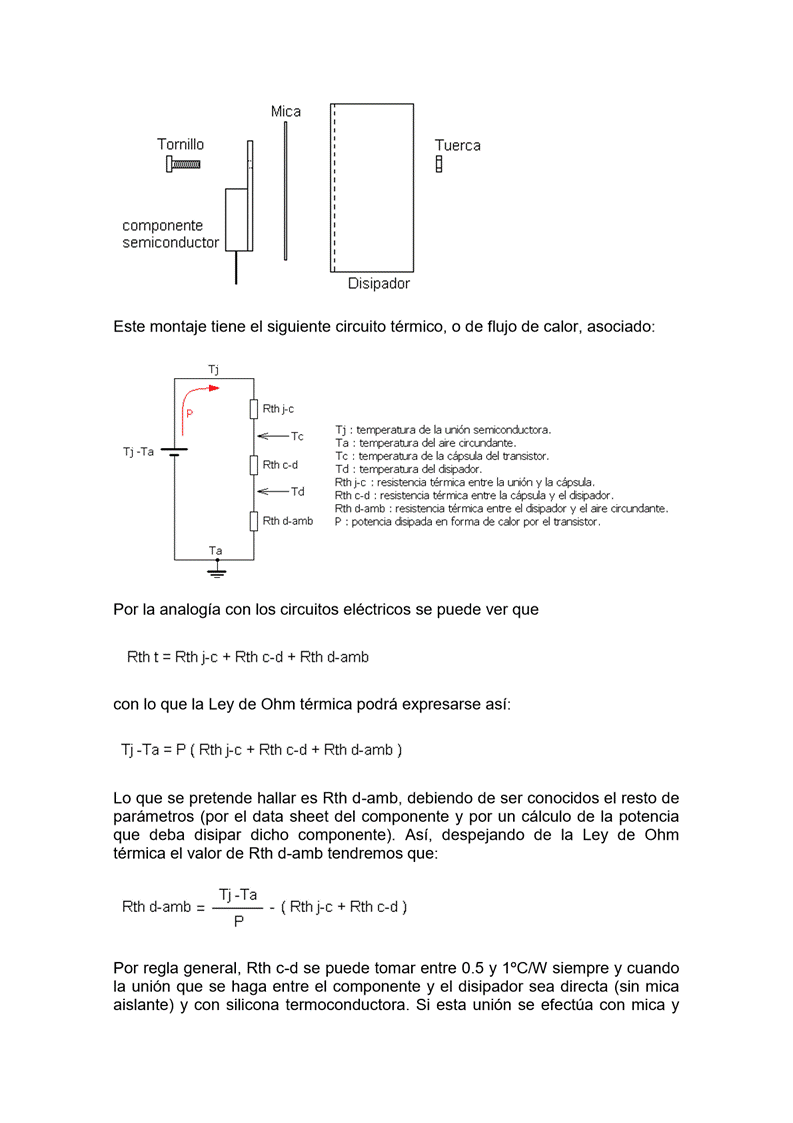 Mica
Tornillo
Tuerca
componente
semiconductor
Disipador
Este montaje tiene el siguiente circuito térmico, o de flujo de calor, asociado:
Tj
P
Rth j-c
Tc
Tj -Ta
Rth c-d
Td
Rth d-amb
Ta
Tj : temperatura de la unión semiconductora.
Ta : temperatura del aire circundante.
Tc : temperatura de la cápsula del transistor.
Td : temperatura del disipador.
Rth j-c : resistencia térmica entre la unión y la cápsula.
Rth c-d : resistencia térmica entre la cápsula y el disipador.
Rth d-amb : resistencia térmica entre el disipador y el aire circundante.
P : potencia disipada en forma de calor por el transistor.
Por la analogía con los circuitos eléctricos se puede ver que
Rth t = Rth j-c + Rth c-d + Rth d-amb
con lo que la Ley de Ohm térmica podrá expresarse así:
Tj -Ta = P ( Rth j-c + Rth c-d + Rth d-amb )
Lo que se pretende hallar es Rth d-amb, debiendo de ser conocidos el resto de
parámetros (por el data sheet del componente y por un cálculo de la potencia
que deba disipar dicho componente). Así, despejando de la Ley de Ohm
térmica el valor de Rth d-amb tendremos que:
Tj -Ta
Rth d-amb = - ( Rth j-c + Rth c-d )
P
Por regla general, Rth c-d se puede tomar entre 0.5 y 1ºC/W siempre y cuando
la unión que se haga entre el componente y el disipador sea directa (sin mica
aislante) y con silicona termoconductora. Si esta unión se efectúa con mica y